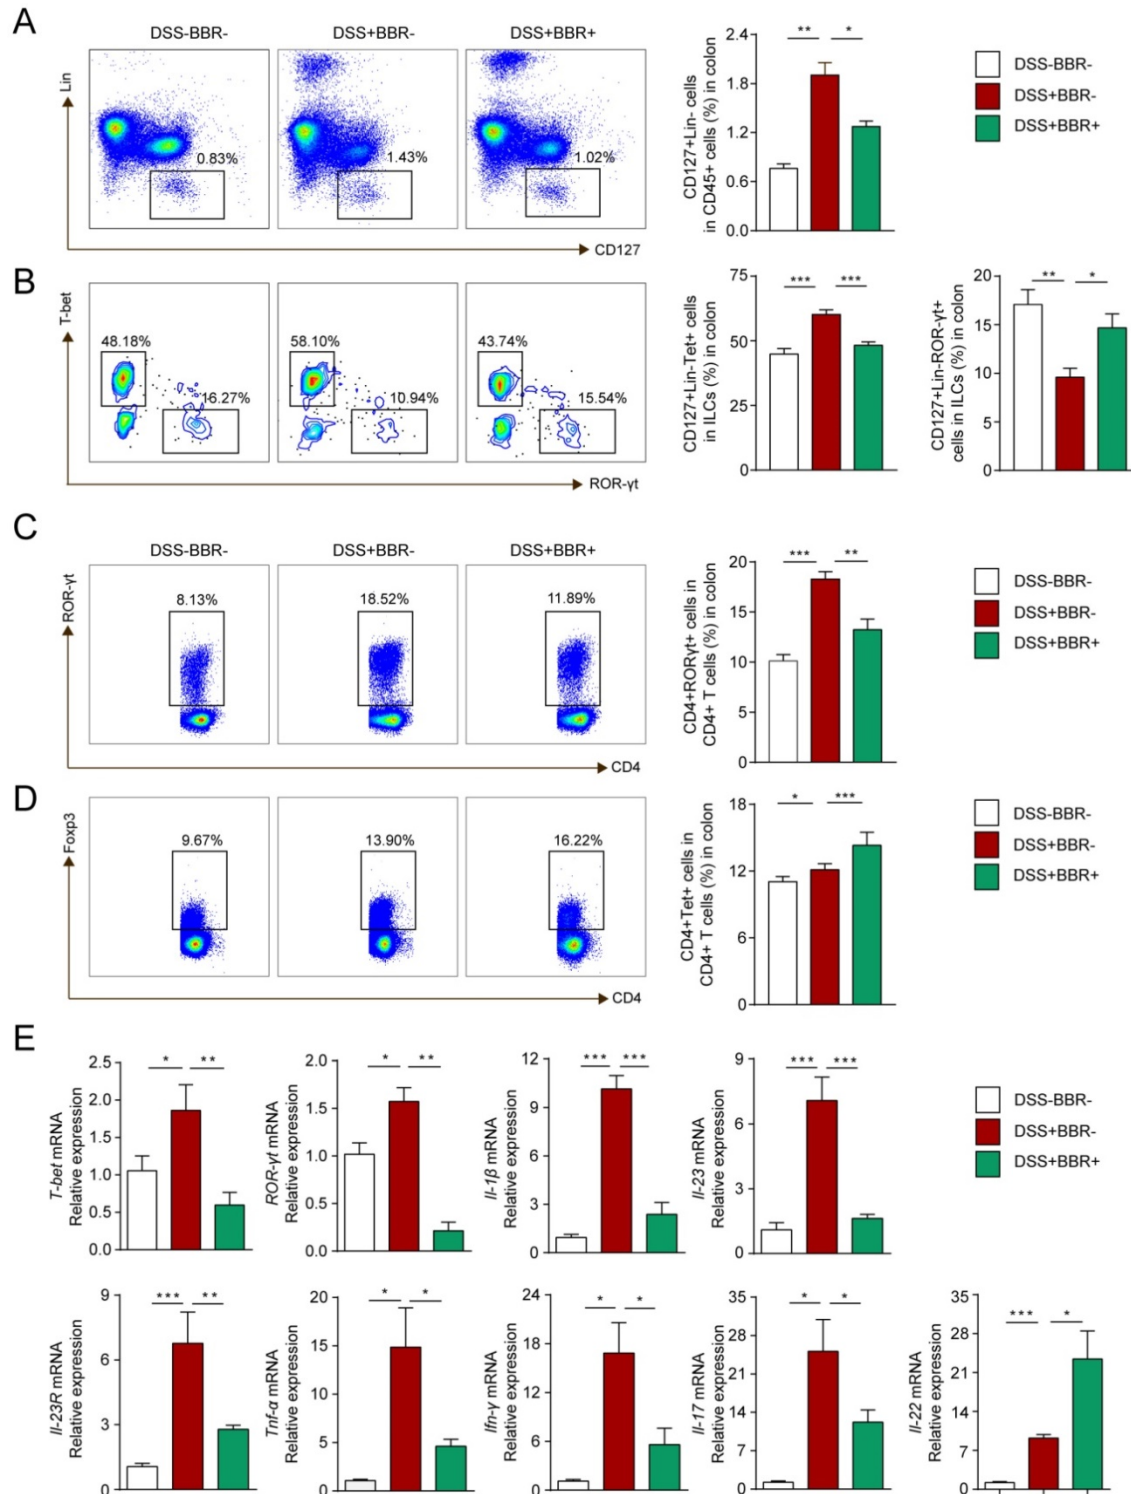 A
DSS-BBR-
DSS+BBR-
DSS+BBR+
Lin
0.83%
1.43%
1.02%
CD127
CD127+Lin- cells
in CD45+ cells (%) in colon
2.4
1.8
1.2
0.6
0.0
**
*
DSS-BBR-
DSS+BBR-
DSS+BBR+
B
T-bet
48.18%
16.27%
58.10%
10.94%
43.74%
15.54%
ROR-γt
CD127+Lin-Tet+ cells
in ILCs (%) in colon
75
50
25
0
***
***
CD127+Lin-ROR-γt+
cells in ILCs (%) in colon
20
15
10
5
0
**
*
C
DSS-BBR-
DSS+BBR-
DSS+BBR+
ROR-γt
8.13%
18.52%
11.89%
CD4
CD4+RORγt+ cells in
CD4+ T cells (%) in colon
20
15
10
5
0
***
**
DSS-BBR-
DSS+BBR-
DSS+BBR+
D
Foxp3
9.67%
13.90%
16.22%
CD4
CD4+Tet+ cells in
CD4+ T cells (%) in colon
18
12
6
0
*
***
DSS-BBR-
DSS+BBR-
DSS+BBR+
E
T-bet mRNA
Relative expression
2.5
2.0
1.5
1.0
0.5
0.0
*
**
ROR-γt mRNA
Relative expression
2.0
1.5
1.0
0.5
0.0
*
**
Il-1β mRNA
Relative expression
12
9
6
3
0
***
***
Il-23 mRNA
Relative expression
9
6
3
0
***
***
DSS-BBR-
DSS+BBR-
DSS+BBR+
Il-23R mRNA
Relative expression
9
6
3
0
***
**
Tnf-α mRNA
Relative expression
20
15
10
5
0
*
*
Ifn-γ mRNA
Relative expression
24
18
12
6
0
*
*
Il-17 mRNA
Relative expression
35
28
21
14
7
0
*
*
Il-22 mRNA
Relative expression
35
28
21
14
7
0
***
*